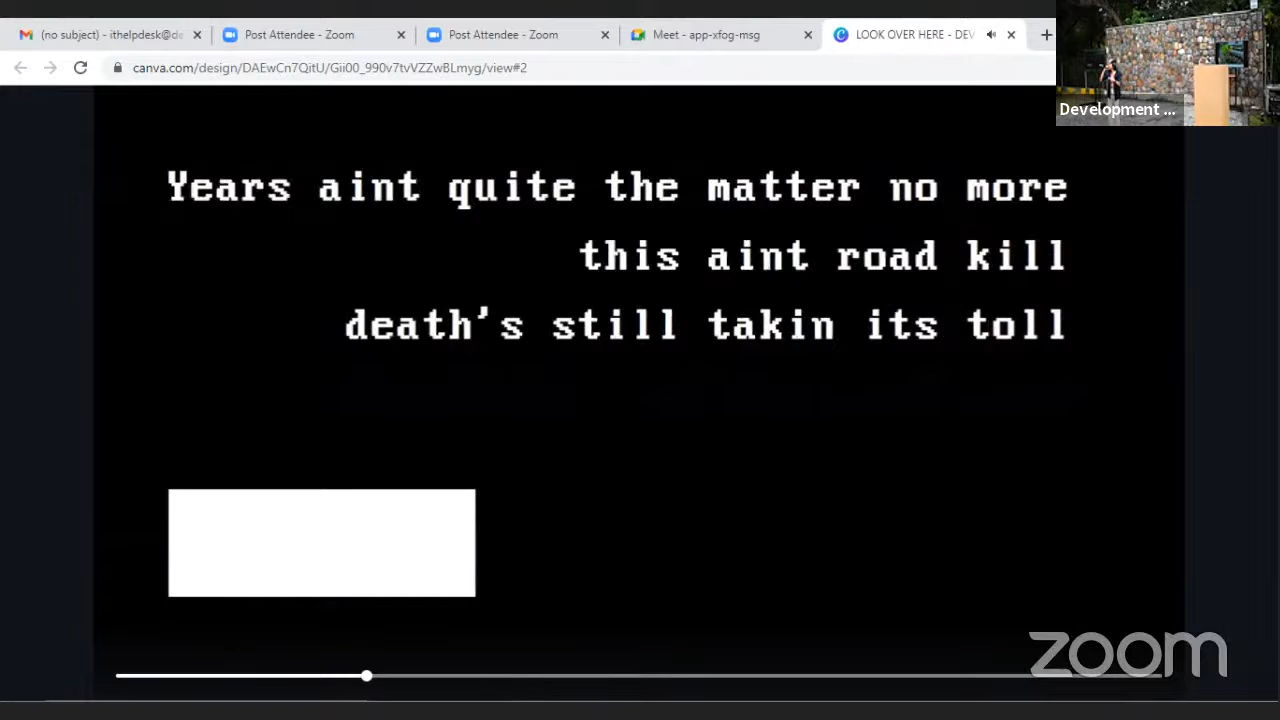 (no subject) - ithelpdesk@de
Post Attendee - Zoom
Post Attendee - Zoom
Meet - app-xfog-msg
LOOK OVER HERE - DEV
canva.com/design/DAEwCn7QitU/Gii00_990v7tvVZZwBLmyg/view#2
Development ...
Years aint quite the matter no more
this aint road kill
death's still takin its toll
zoom